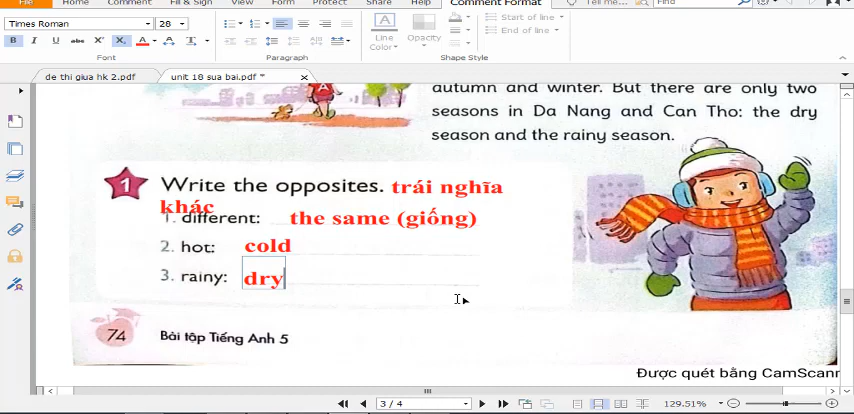 File Home Comment Fill & Sign View Form Protect Share Help Comment Format Tell me... Find
Times Roman 28 Line Color Opacity Start of line End of line
B I U abc X X A
Font Paragraph Shape Style
de thi giua hk 2.pdf unit 18 sua bai.pdf *
autumn and winter. But there are only two
seasons in Da Nang and Can Tho: the dry
season and the rainy season.
1 Write the opposites. trái nghĩa
khác
1. different: the same (giống)
2. hot: cold
3. rainy: dry
74 Bài tập Tiếng Anh 5
Được quét bằng CamScann
3 / 4 129.51%